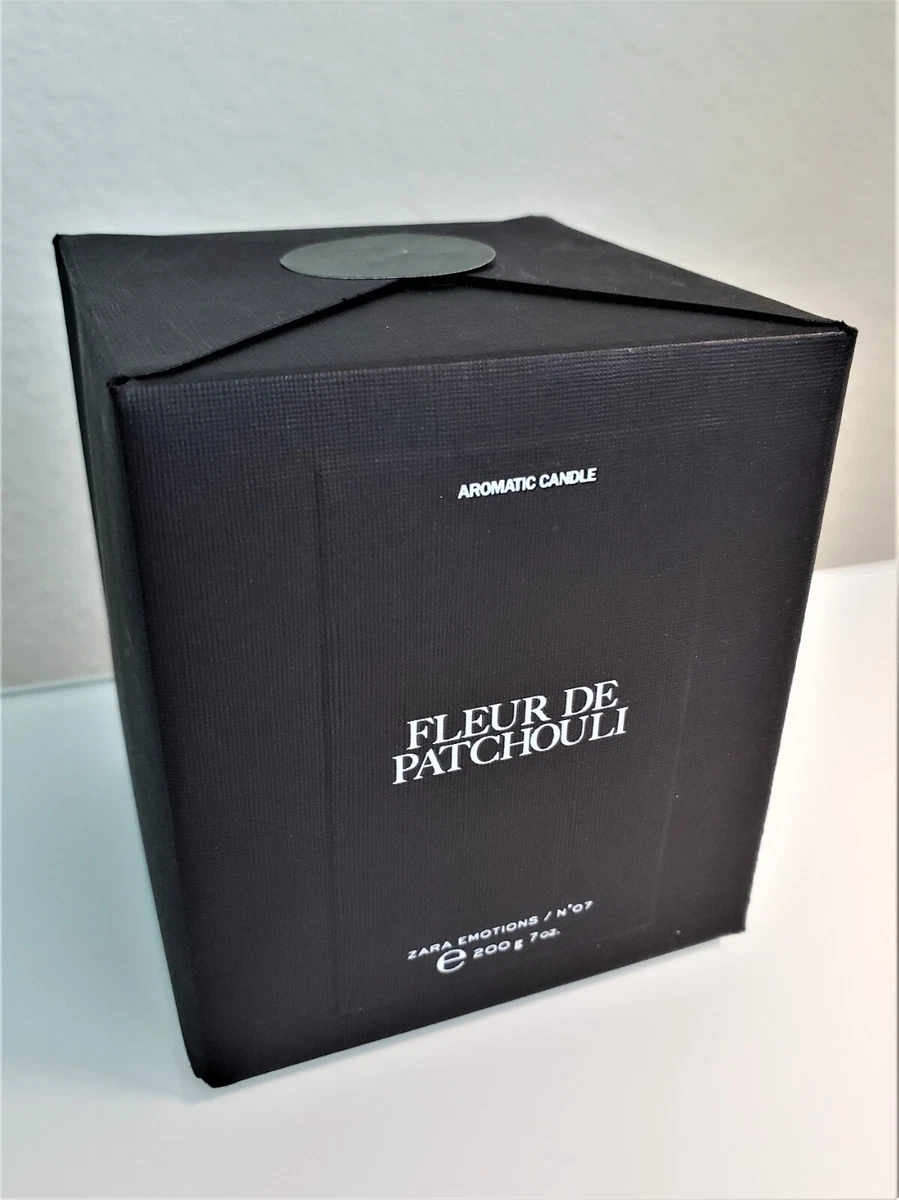 AROMATIC CANDLE
FLEUR DE
PATCHOULI
ZARA EMOTIONS / N°07
℮ 200 g 7 oz.